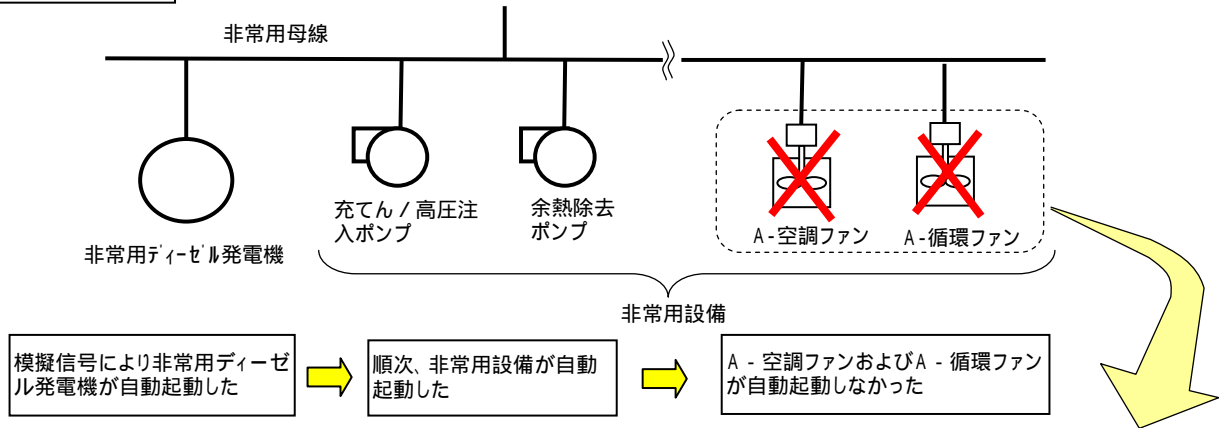 非常用母線
充てん / 高圧注
入ポンプ
余熱除去
ポンプ
A-空調ファン
A-循環ファン
非常用ディーゼル発電機
非常用設備
模擬信号により非常用ディーゼ
ル発電機が自動起動した
順次、非常用設備が自動
起動した
A - 空調ファンおよびA - 循環ファン
が自動起動しなかった